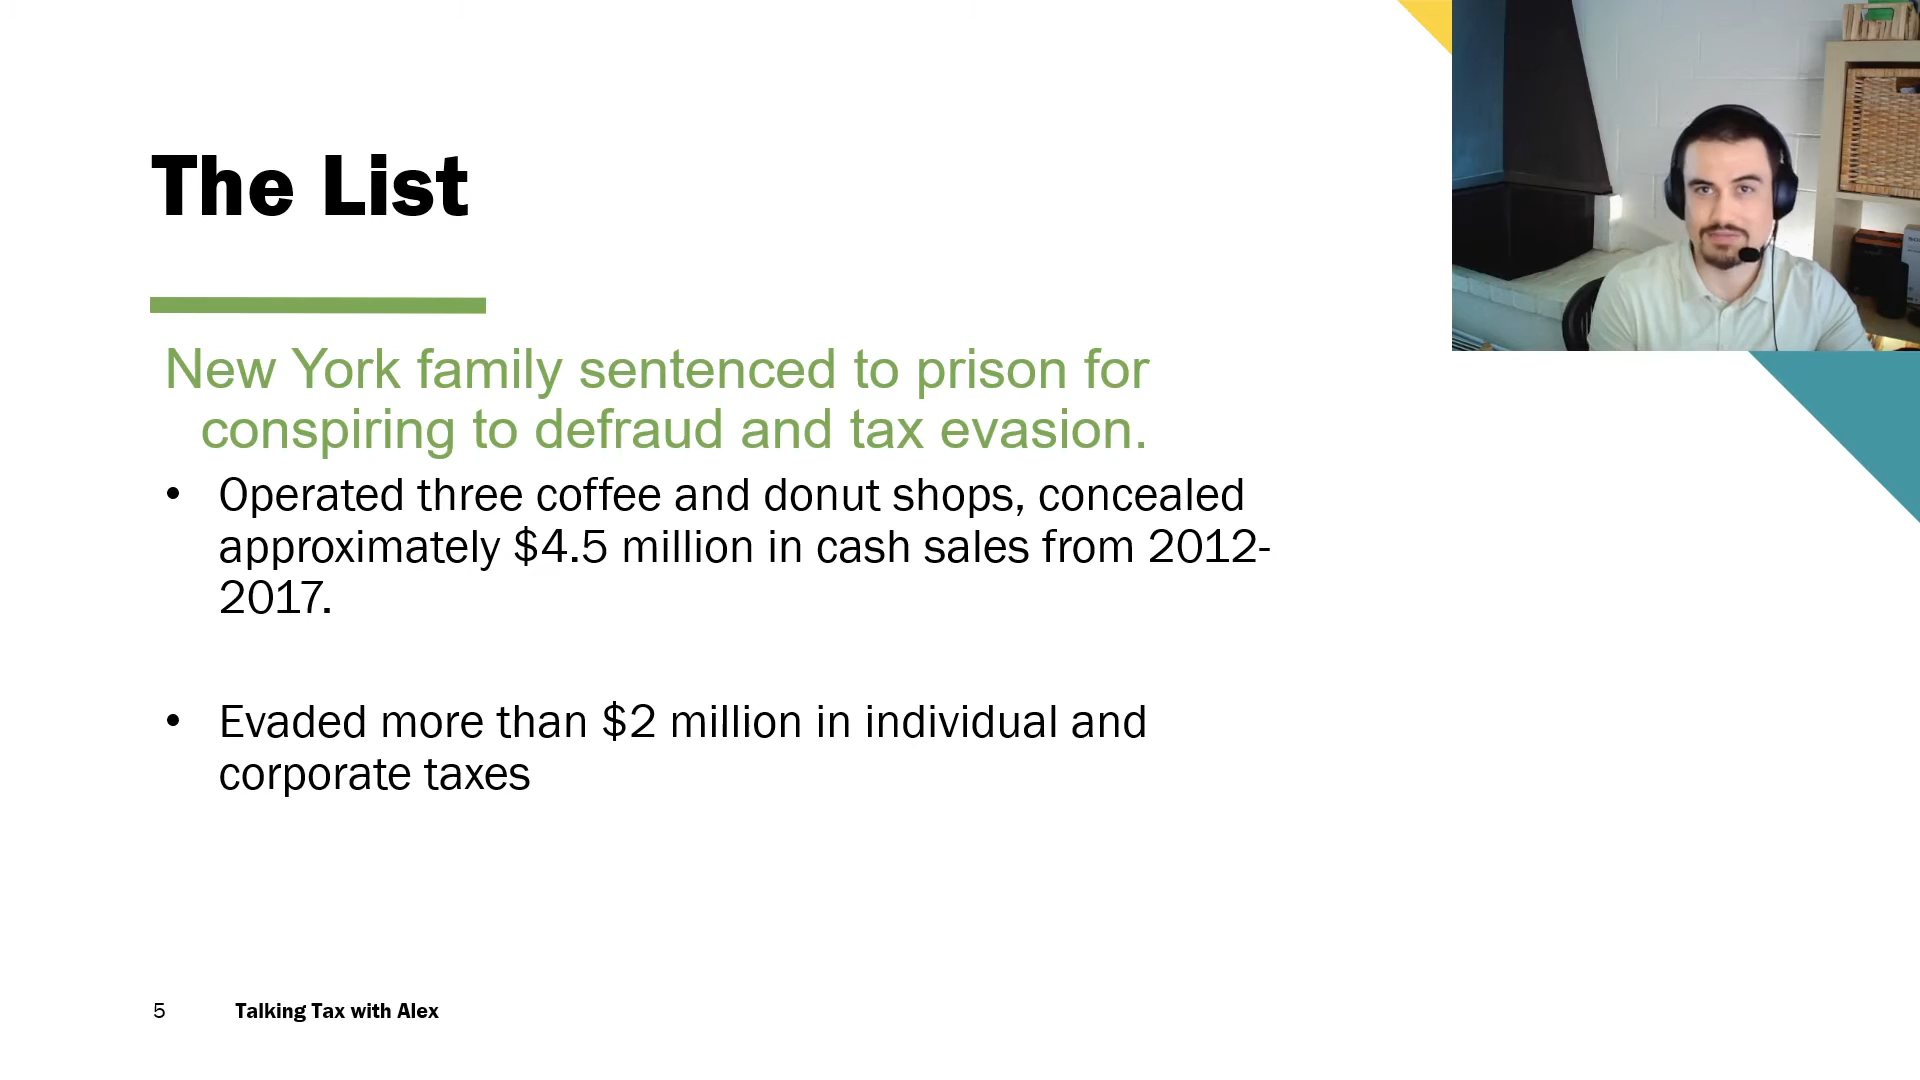 The List
New York family sentenced to prison for
conspiring to defraud and tax evasion.
• Operated three coffee and donut shops, concealed
approximately $4.5 million in cash sales from 2012-
2017.
• Evaded more than $2 million in individual and
corporate taxes
5 Talking Tax with Alex